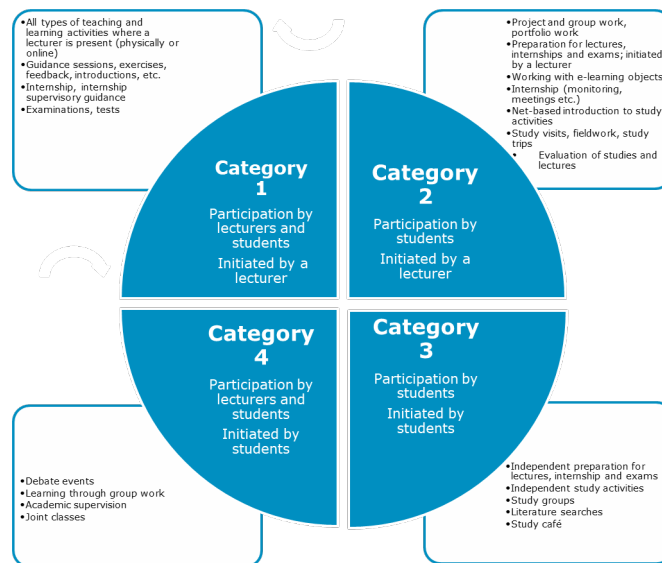 •All types of teaching and
learning activities where a
lecturer is present (physically or
online)
•Guidance sessions, exercises,
feedback, introductions, etc.
•Internship, internship
supervisory guidance
•Examinations, tests
•Project and group work,
portfolio work
•Preparation for lectures,
internships and exams; initiated
by a lecturer
•Working with e-learning objects
•Internship (monitoring,
meetings etc.)
•Net-based introduction to study
activities
•Study visits, fieldwork, study
trips
• Evaluation of studies and
lectures
Category
1
Participation by
lecturers and
students
Initiated by a
lecturer
Category
2
Participation by
students
Initiated by a
lecturer
Category
4
Participation by
lecturers and
students
Initiated by
students
Category
3
Participation by
students
Initiated by
students
•Debate events
•Learning through group work
•Academic supervision
•Joint classes
•Independent preparation for
lectures, internship and exams
•Independent study activities
•Study groups
•Literature searches
•Study café